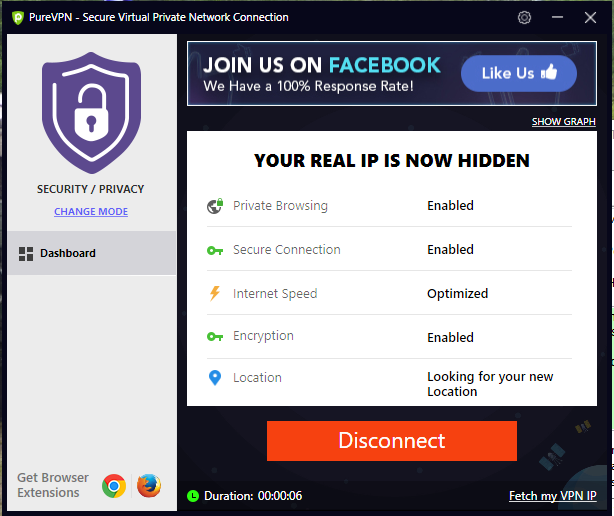 PureVPN - Secure Virtual Private Network Connection
JOIN US ON FACEBOOK
We Have a 100% Response Rate!
Like Us
SHOW GRAPH
SECURITY / PRIVACY
CHANGE MODE
Dashboard
YOUR REAL IP IS NOW HIDDEN
Private Browsing Enabled
Secure Connection Enabled
Internet Speed Optimized
Encryption Enabled
Location Looking for your new
Location
Disconnect
Get Browser
Extensions
Duration: 00:00:06
Fetch my VPN IP